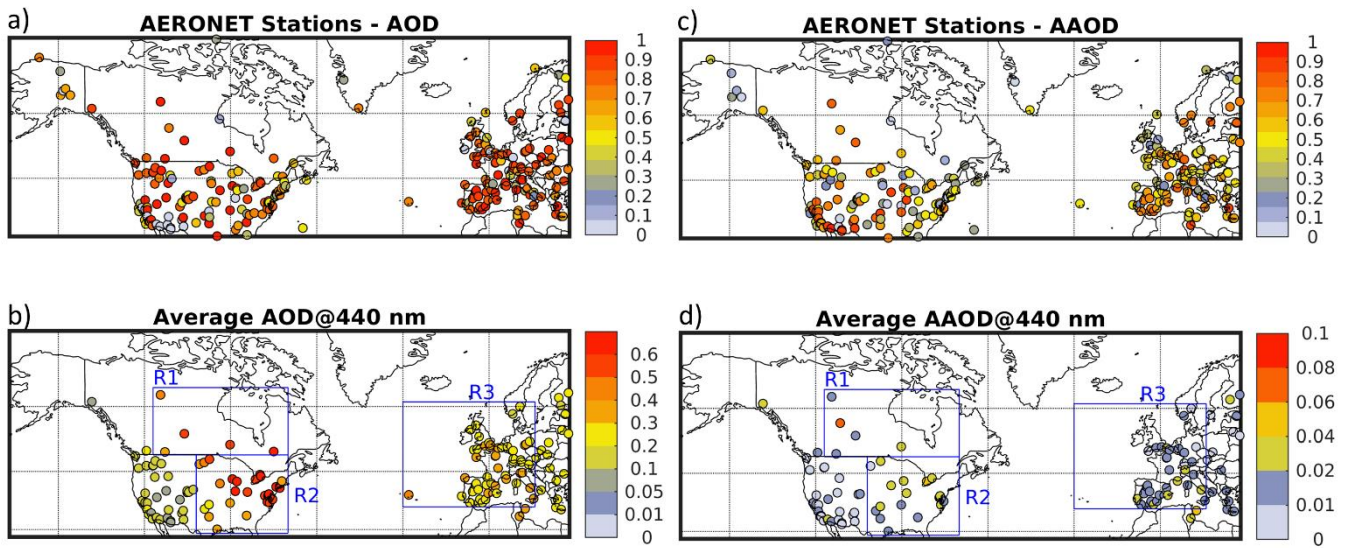 a)
AERONET Stations - AOD
1
0.9
0.8
0.7
0.6
0.5
0.4
0.3
0.2
0.1
0
c)
AERONET Stations - AAOD
1
0.9
0.8
0.7
0.6
0.5
0.4
0.3
0.2
0.1
0
b)
Average AOD@440 nm
R1
R3
R2
0.6
0.5
0.4
0.3
0.2
0.1
0.05
0.01
0
d)
Average AAOD@440 nm
R1
R3
R2
0.1
0.08
0.06
0.04
0.02
0.01
0